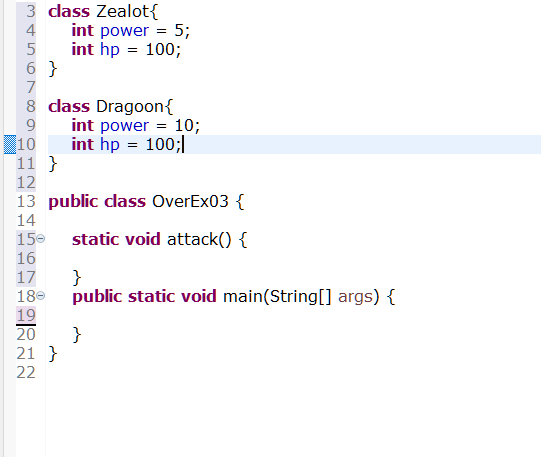 3 class Zealot{
4 int power = 5;
5 int hp = 100;
6 }
7
8 class Dragoon{
9 int power = 10;
10 int hp = 100;
11 }
12
13 public class OverEx03 {
14
15 static void attack() {
16
17 }
18 public static void main(String[] args) {
19
20 }
21 }
22